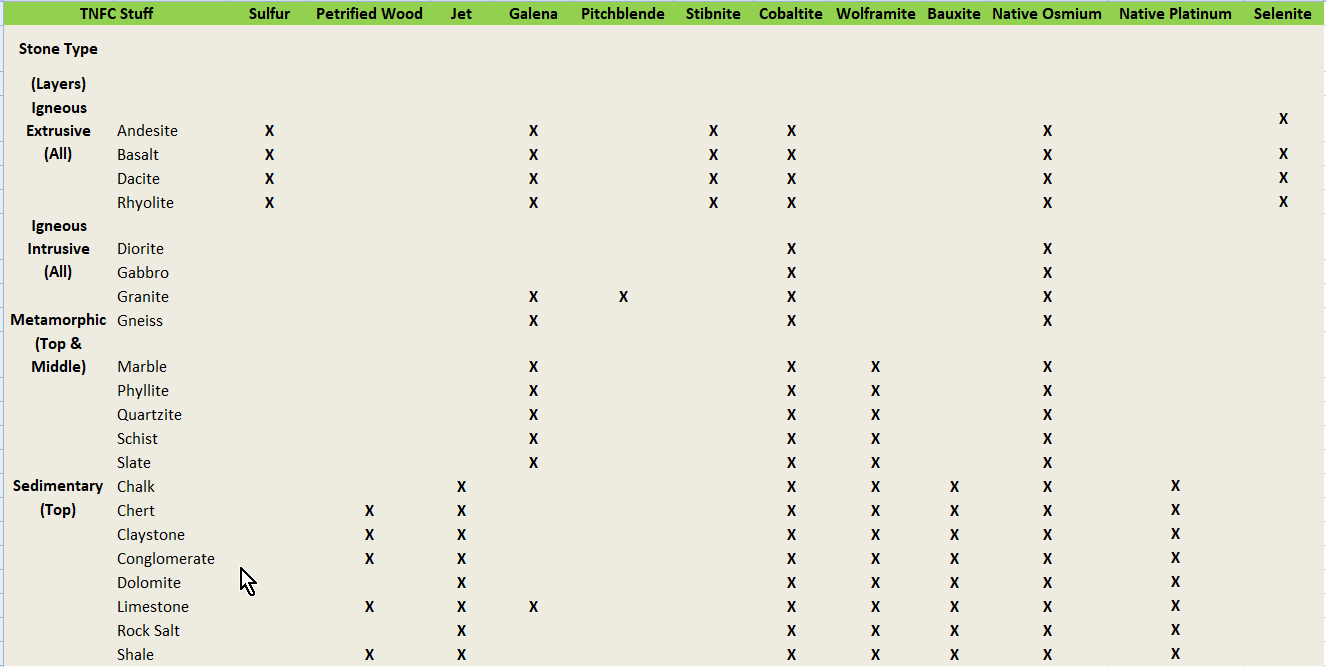 TNFC Stuff Sulfur Petrified Wood Jet Galena Pitchblende Stibnite Cobaltite Wolframite Bauxite Native Osmium Native Platinum Selenite
Stone Type
(Layers)
Igneous
Extrusive Andesite X X X X X X
(All) Basalt X X X X X X
Dacite X X X X X X
Rhyolite X X X X X X
Igneous
Intrusive Diorite X X
(All) Gabbro X X
Granite X X X X
Metamorphic Gneiss X X X
(Top &
Middle) Marble X X X X
Phyllite X X X X
Quartzite X X X X
Schist X X X X
Slate X X X X
Sedimentary Chalk X X X X X X
(Top) Chert X X X X X X X
Claystone X X X X X X X
Conglomerate X X X X X X X
Dolomite X X X X X X
Limestone X X X X X X X X
Rock Salt X X X X X X
Shale X X X X X X X